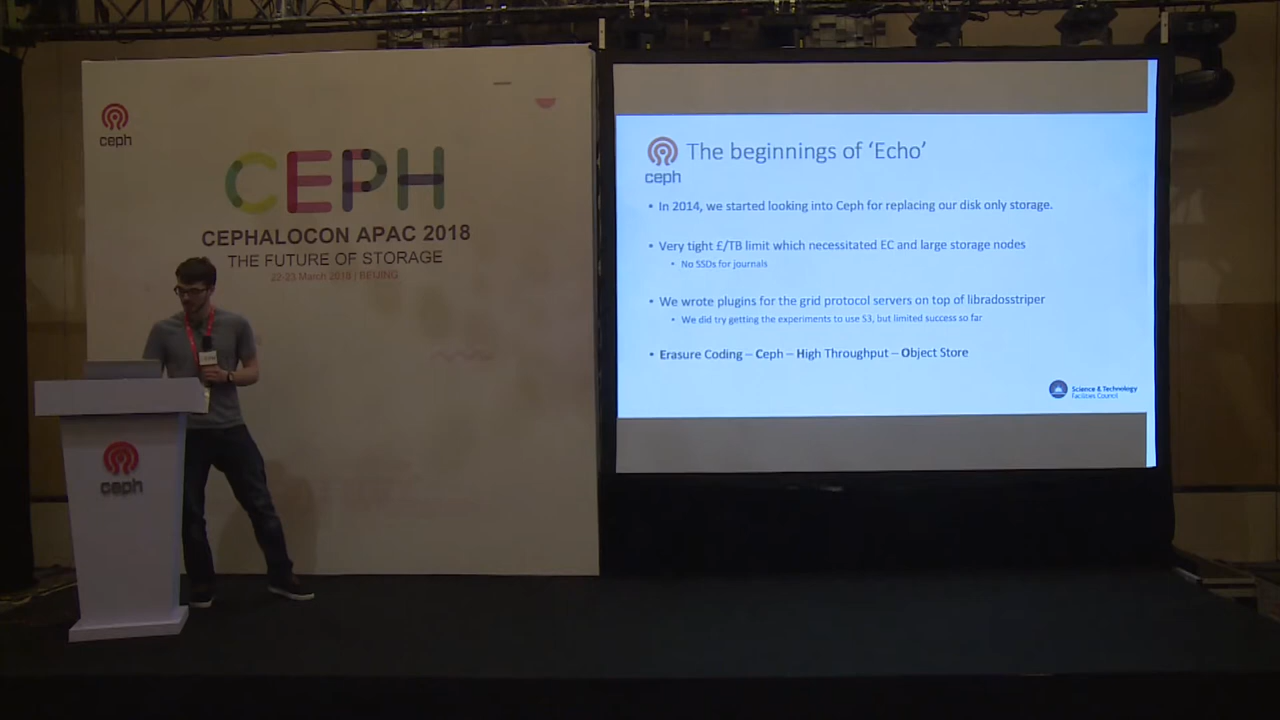 ceph
CEPH
CEPHALOCON APAC 2018
THE FUTURE OF STORAGE
22-23 March 2018 | BEIJING
ceph
The beginnings of ‘Echo’
ceph
• In 2014, we started looking into Ceph for replacing our disk only storage.
• Very tight £/TB limit which necessitated EC and large storage nodes
• No SSDs for journals
• We wrote plugins for the grid protocol servers on top of libradosstriper
• We did try getting the experiments to use S3, but limited success so far
• Erasure Coding – Ceph – High Throughput – Object Store
Science & Technology
Facilities Council